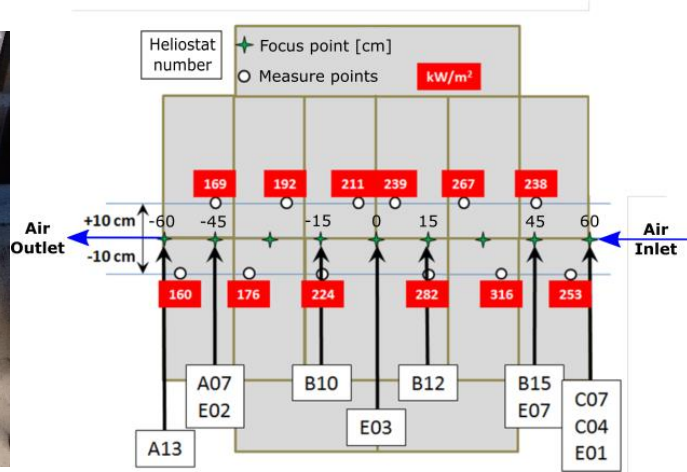 Heliostat
number
Focus point [cm]
Measure points
kW/m²
169
192
211
239
267
238
+10 cm
-60
-45
-15
0
15
45
60
Air
Outlet
Air
Inlet
-10 cm
160
176
224
282
316
253
A07
E02
B10
B12
B15
E07
C07
C04
E01
E03
A13